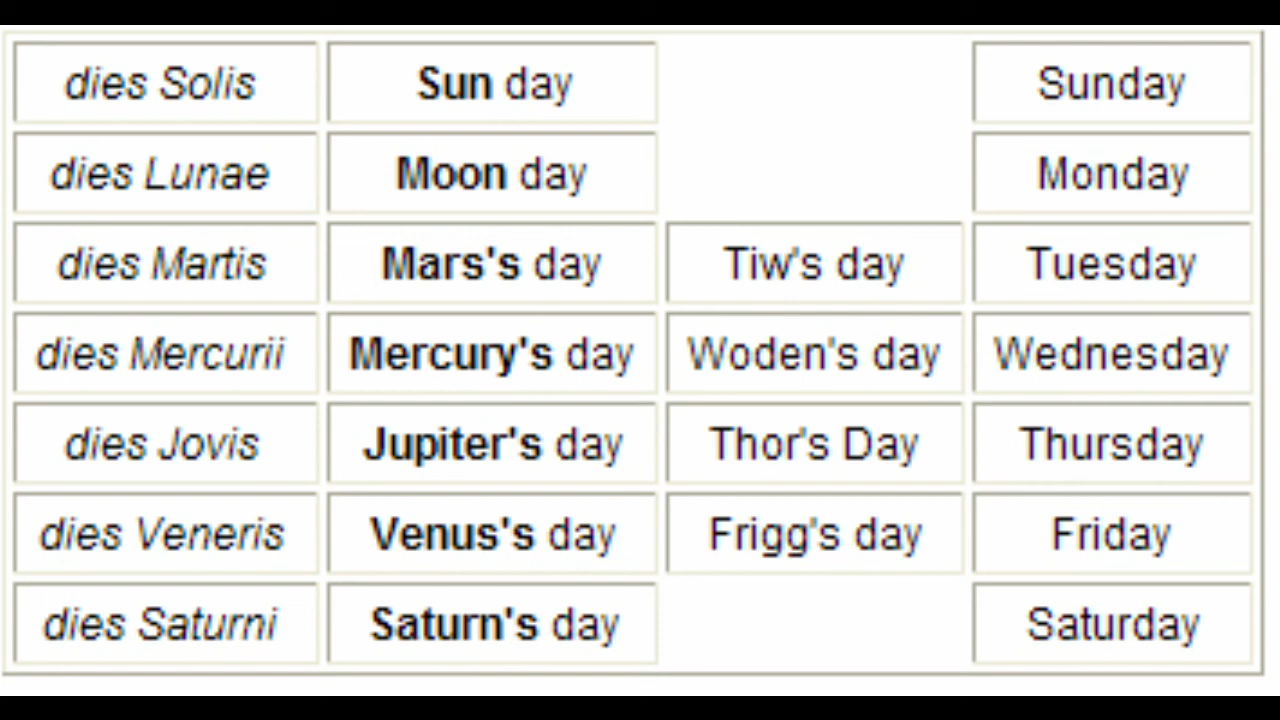 dies Solis Sun day Sunday
dies Lunae Moon day Monday
dies Martis Mars's day Tiw's day Tuesday
dies Mercurii Mercury's day Woden's day Wednesday
dies Jovis Jupiter's day Thor's Day Thursday
dies Veneris Venus's day Frigg's day Friday
dies Saturni Saturn's day Saturday